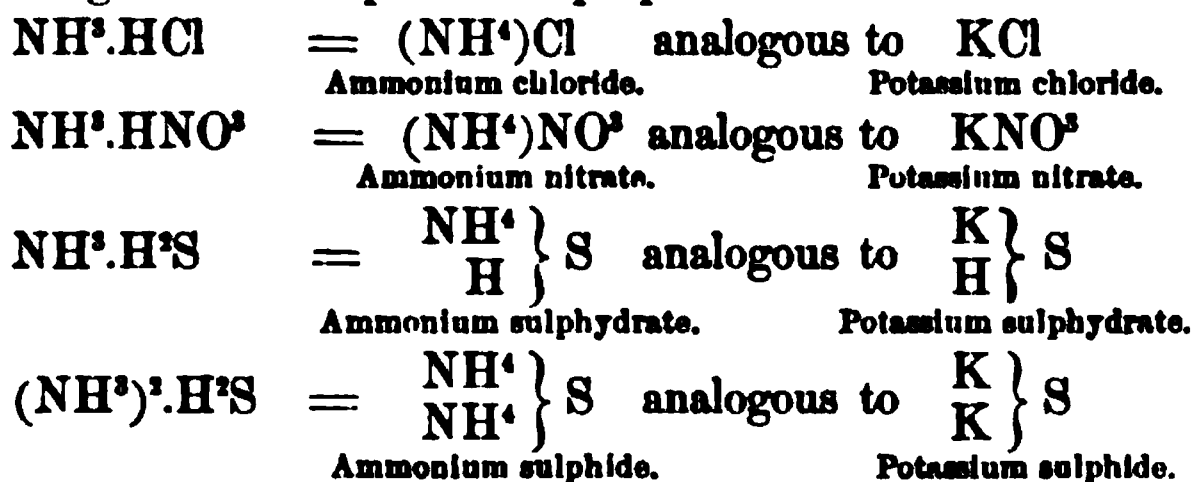 NH³.HCl = (NH⁴)Cl analogous to KCl
Ammonium chloride. Potassium chloride.
NH³.HNO³ = (NH⁴)NO³ analogous to KNO³
Ammonium nitrate. Potassium nitrate.
NH³.H²S = NH⁴ H } S analogous to K H } S
Ammonium sulphydrate. Potassium sulphydrate.
(NH³)².H²S = NH⁴ NH⁴ } S analogous to K K } S
Ammonium sulphide. Potassium sulphide.